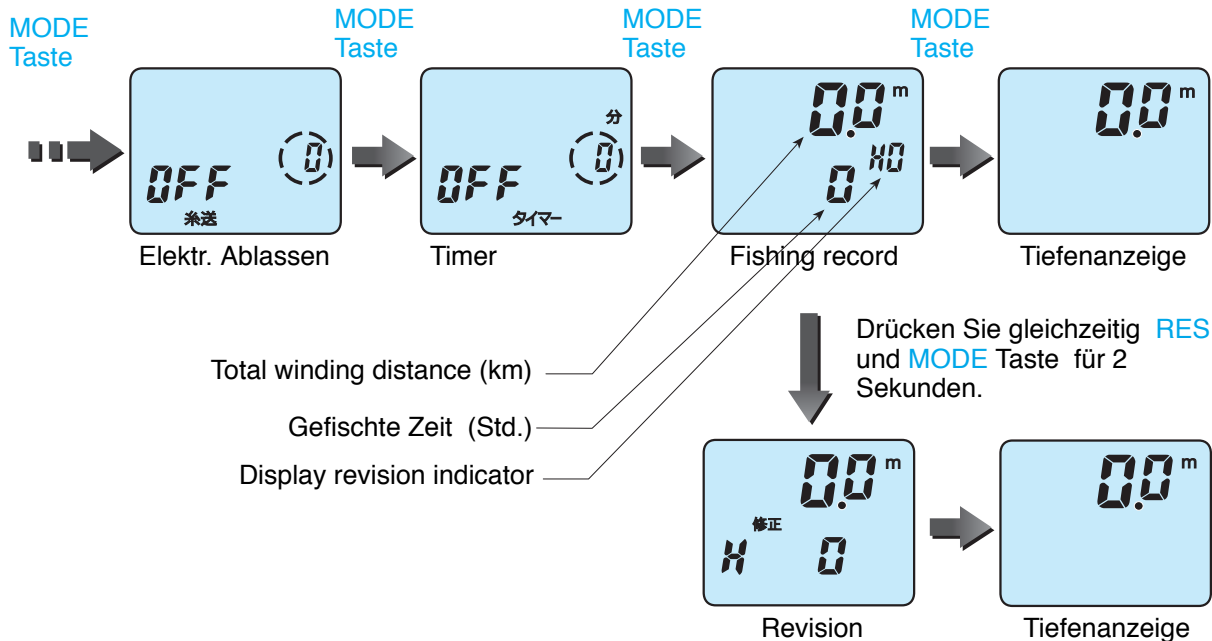 MODE
Taste
MODE
Taste
MODE
Taste
MODE
Taste
OFF
0
糸送
Elektr. Ablassen
分
OFF
0
タイマー
Timer
0.0 m
0 H0
Fishing record
0.0 m
Tiefenanzeige
Total winding distance (km)
Gefischte Zeit (Std.)
Display revision indicator
Drücken Sie gleichzeitig RES
und MODE Taste für 2
Sekunden.
0.0 m
修正
H 0
Revision
0.0 m
Tiefenanzeige